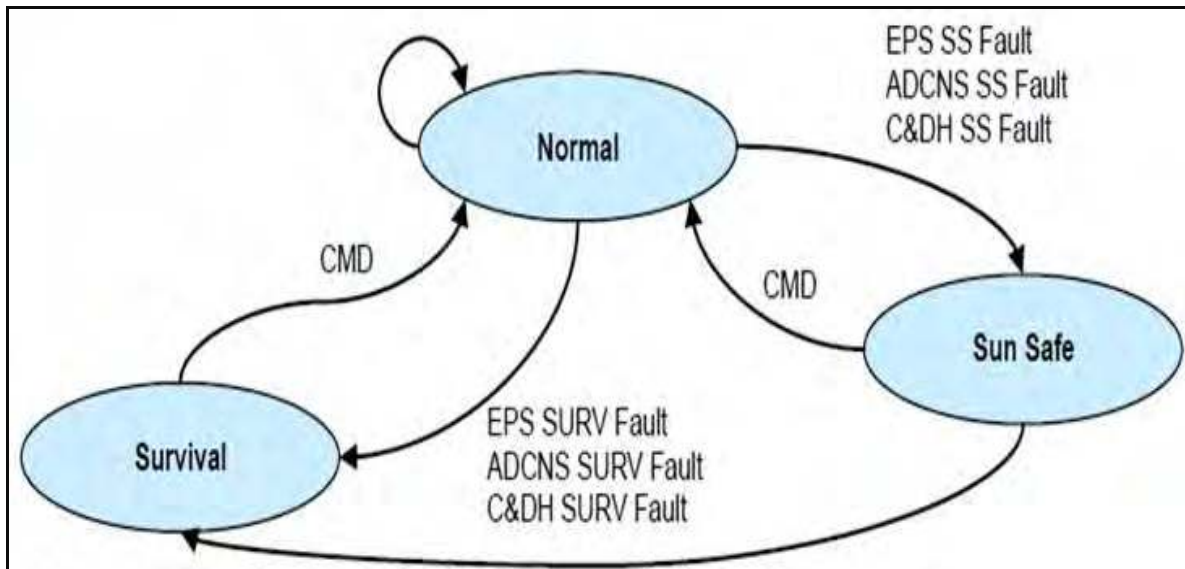 EPS SS Fault
ADCNS SS Fault
C&DH SS Fault
Normal
CMD
CMD
Sun Safe
EPS SURV Fault
ADCNS SURV Fault
C&DH SURV Fault
Survival